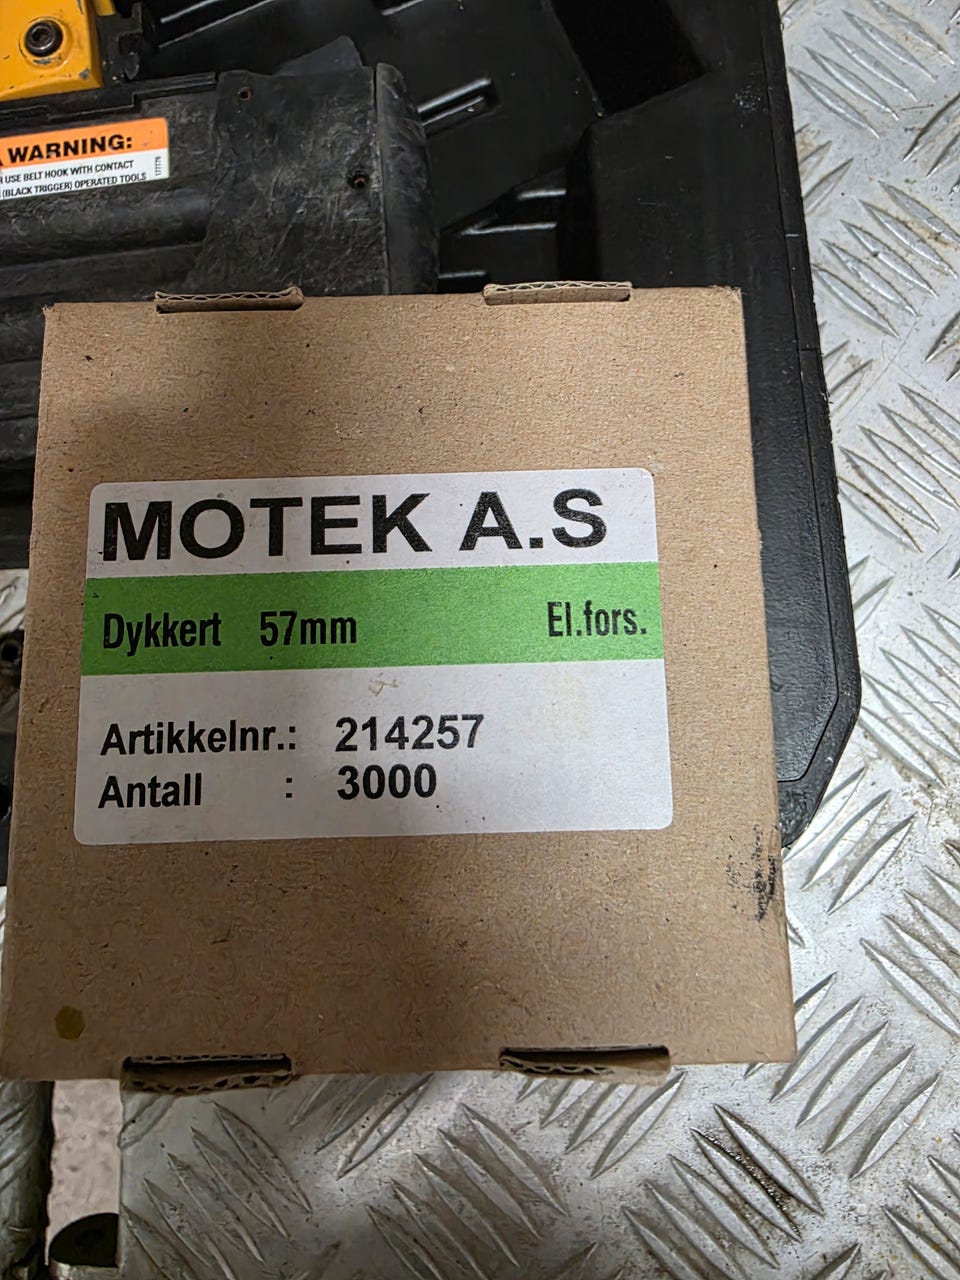 WARNING:
USE BELT HOOK WITH CONTACT
(BLACK TRIGGER) OPERATED TOOLS
MOTEK A.S
Dykkert 57mm El.fors.
Artikkelnr.: 214257
Antall : 3000